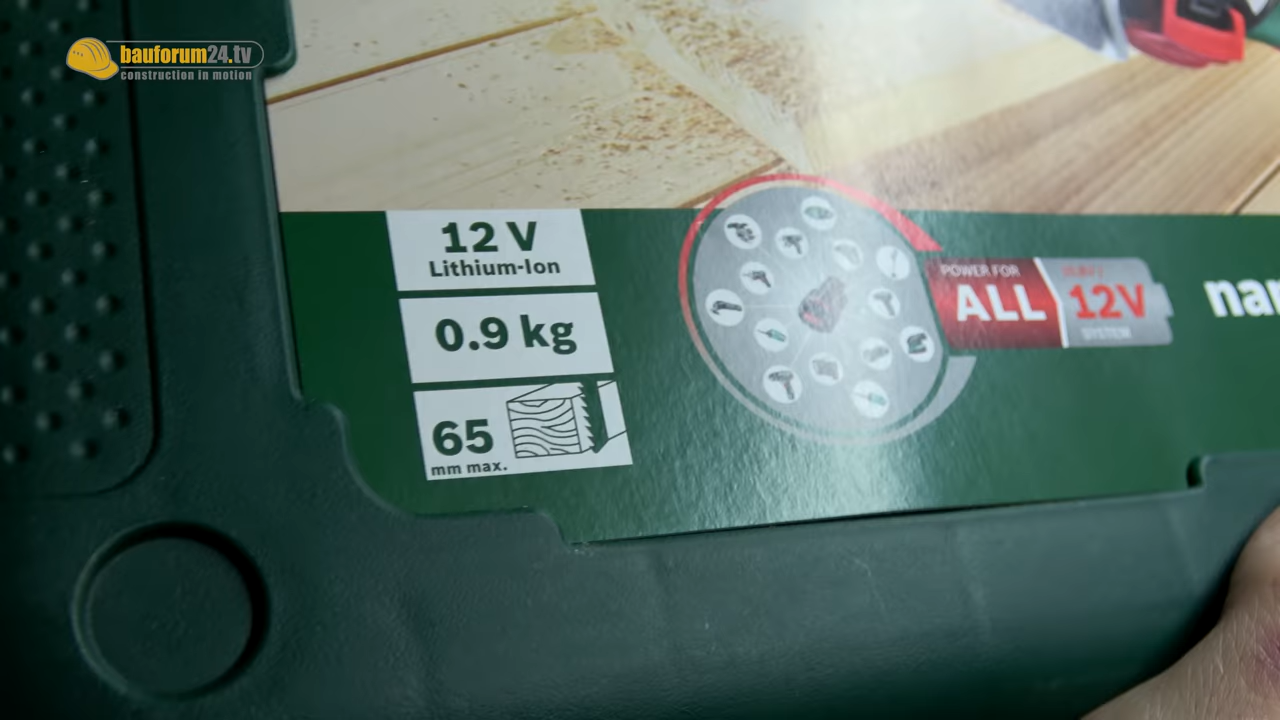 bauforum24.tv
construction in motion
12 V
Lithium-Ion
0.9 kg
65
mm max.
POWER FOR
ALL
12V
SYSTEM